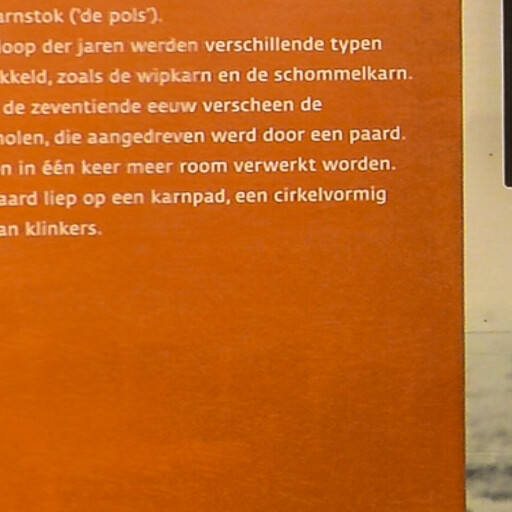 arnstok ('de pols').
loop der jaren werden verschillende typen
kkeld, zoals de wipkarn en de schommelkarn.
de zeventiende eeuw verscheen de
nolen, die aangedreven werd door een paard.
n in één keer meer room verwerkt worden.
aard liep op een karnpad, een cirkelvormig
an klinkers.